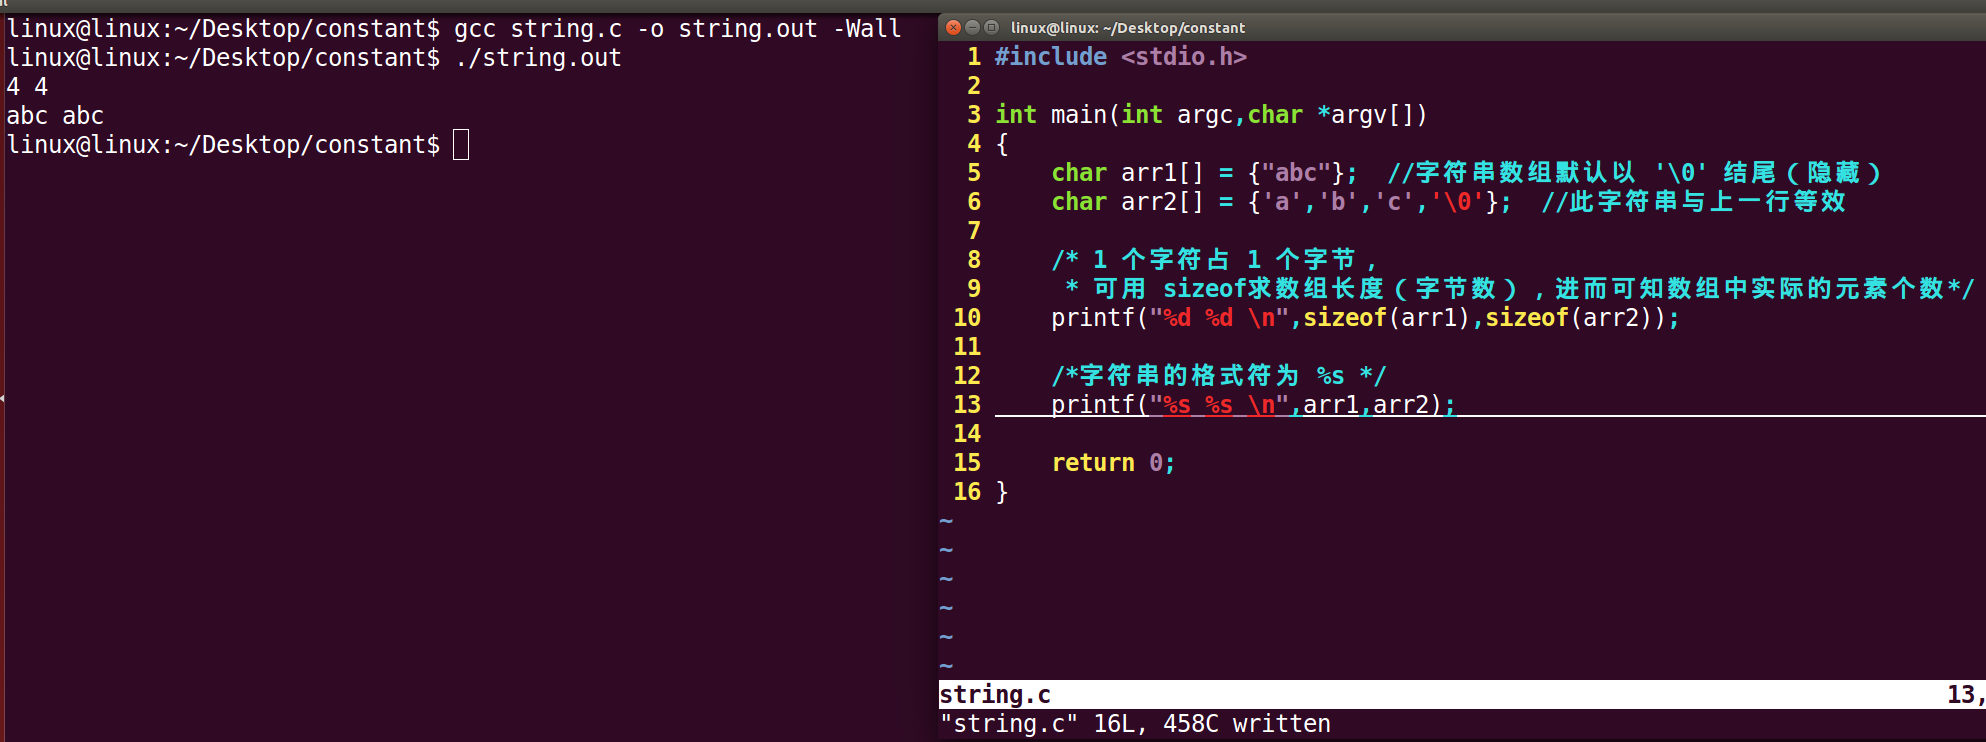 linux@linux:~/Desktop/constant$ gcc string.c -o string.out -Wall
linux@linux:~/Desktop/constant$ ./string.out
4 4
abc abc
linux@linux:~/Desktop/constant$
linux@linux: ~/Desktop/constant
1 #include <stdio.h>
2
3 int main(int argc,char *argv[])
4 {
5     char arr1[] = {"abc"};  //字符串数组默认以 '\0' 结尾（隐藏）
6     char arr2[] = {'a','b','c','\0'};  //此字符串与上一行等效
7
8     /* 1 个字符占 1 个字节，
9      * 可用 sizeof求数组长度（字节数），进而可知数组中实际的元素个数*/
10     printf("%d %d \n",sizeof(arr1),sizeof(arr2));
11
12     /*字符串的格式符为 %s */
13     printf("%s %s \n",arr1,arr2);
14
15     return 0;
16 }
~
~
~
~
~
~
string.c 13,
"string.c" 16L, 458C written